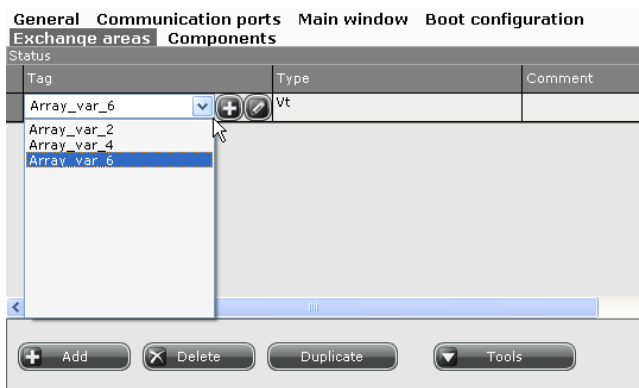 General Communication ports Main window Boot configuration
Exchange areas Components
Status
Tag Type Comment
Array_var_6 Vt
Array_var_2
Array_var_4
Array_var_6
Add Delete Duplicate Tools